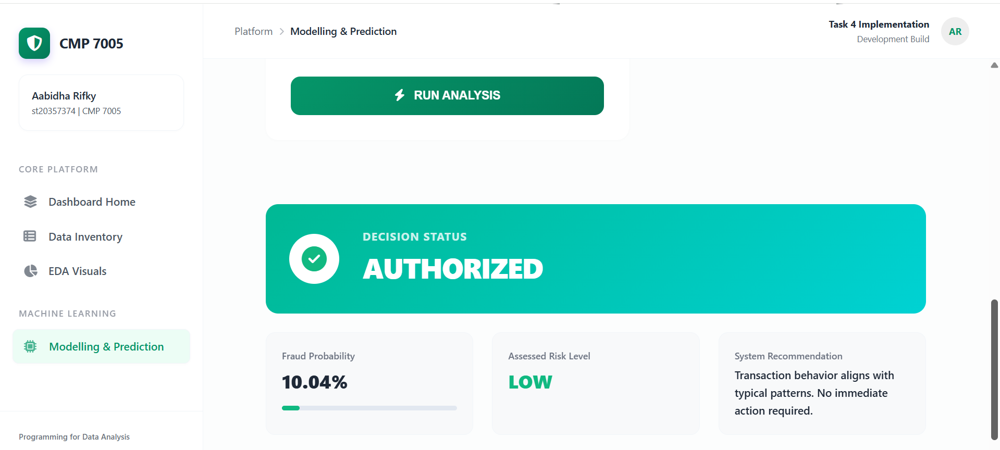 CMP 7005
Aabidha Rifky
st20357374 | CMP 7005
CORE PLATFORM
Dashboard Home
Data Inventory
EDA Visuals
MACHINE LEARNING
Modelling & Prediction
Programming for Data Analysis
Platform > Modelling & Prediction
Task 4 Implementation
Development Build
AR
RUN ANALYSIS
DECISION STATUS
AUTHORIZED
Fraud Probability
10.04%
Assessed Risk Level
LOW
System Recommendation
Transaction behavior aligns with
typical patterns. No immediate
action required.